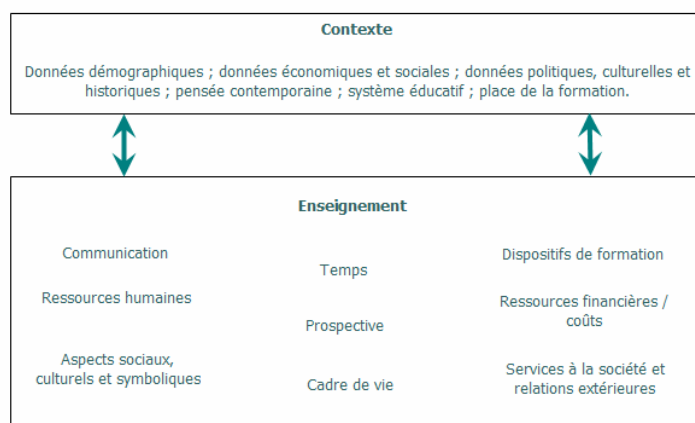 Contexte
Données démographiques ; données économiques et sociales ; données politiques, culturelles et
historiques ; pensée contemporaine ; système éducatif ; place de la formation.
Enseignement
Communication
Ressources humaines
Aspects sociaux,
culturels et symboliques
Temps
Prospective
Cadre de vie
Dispositifs de formation
Ressources financières /
coûts
Services à la société et
relations extérieures